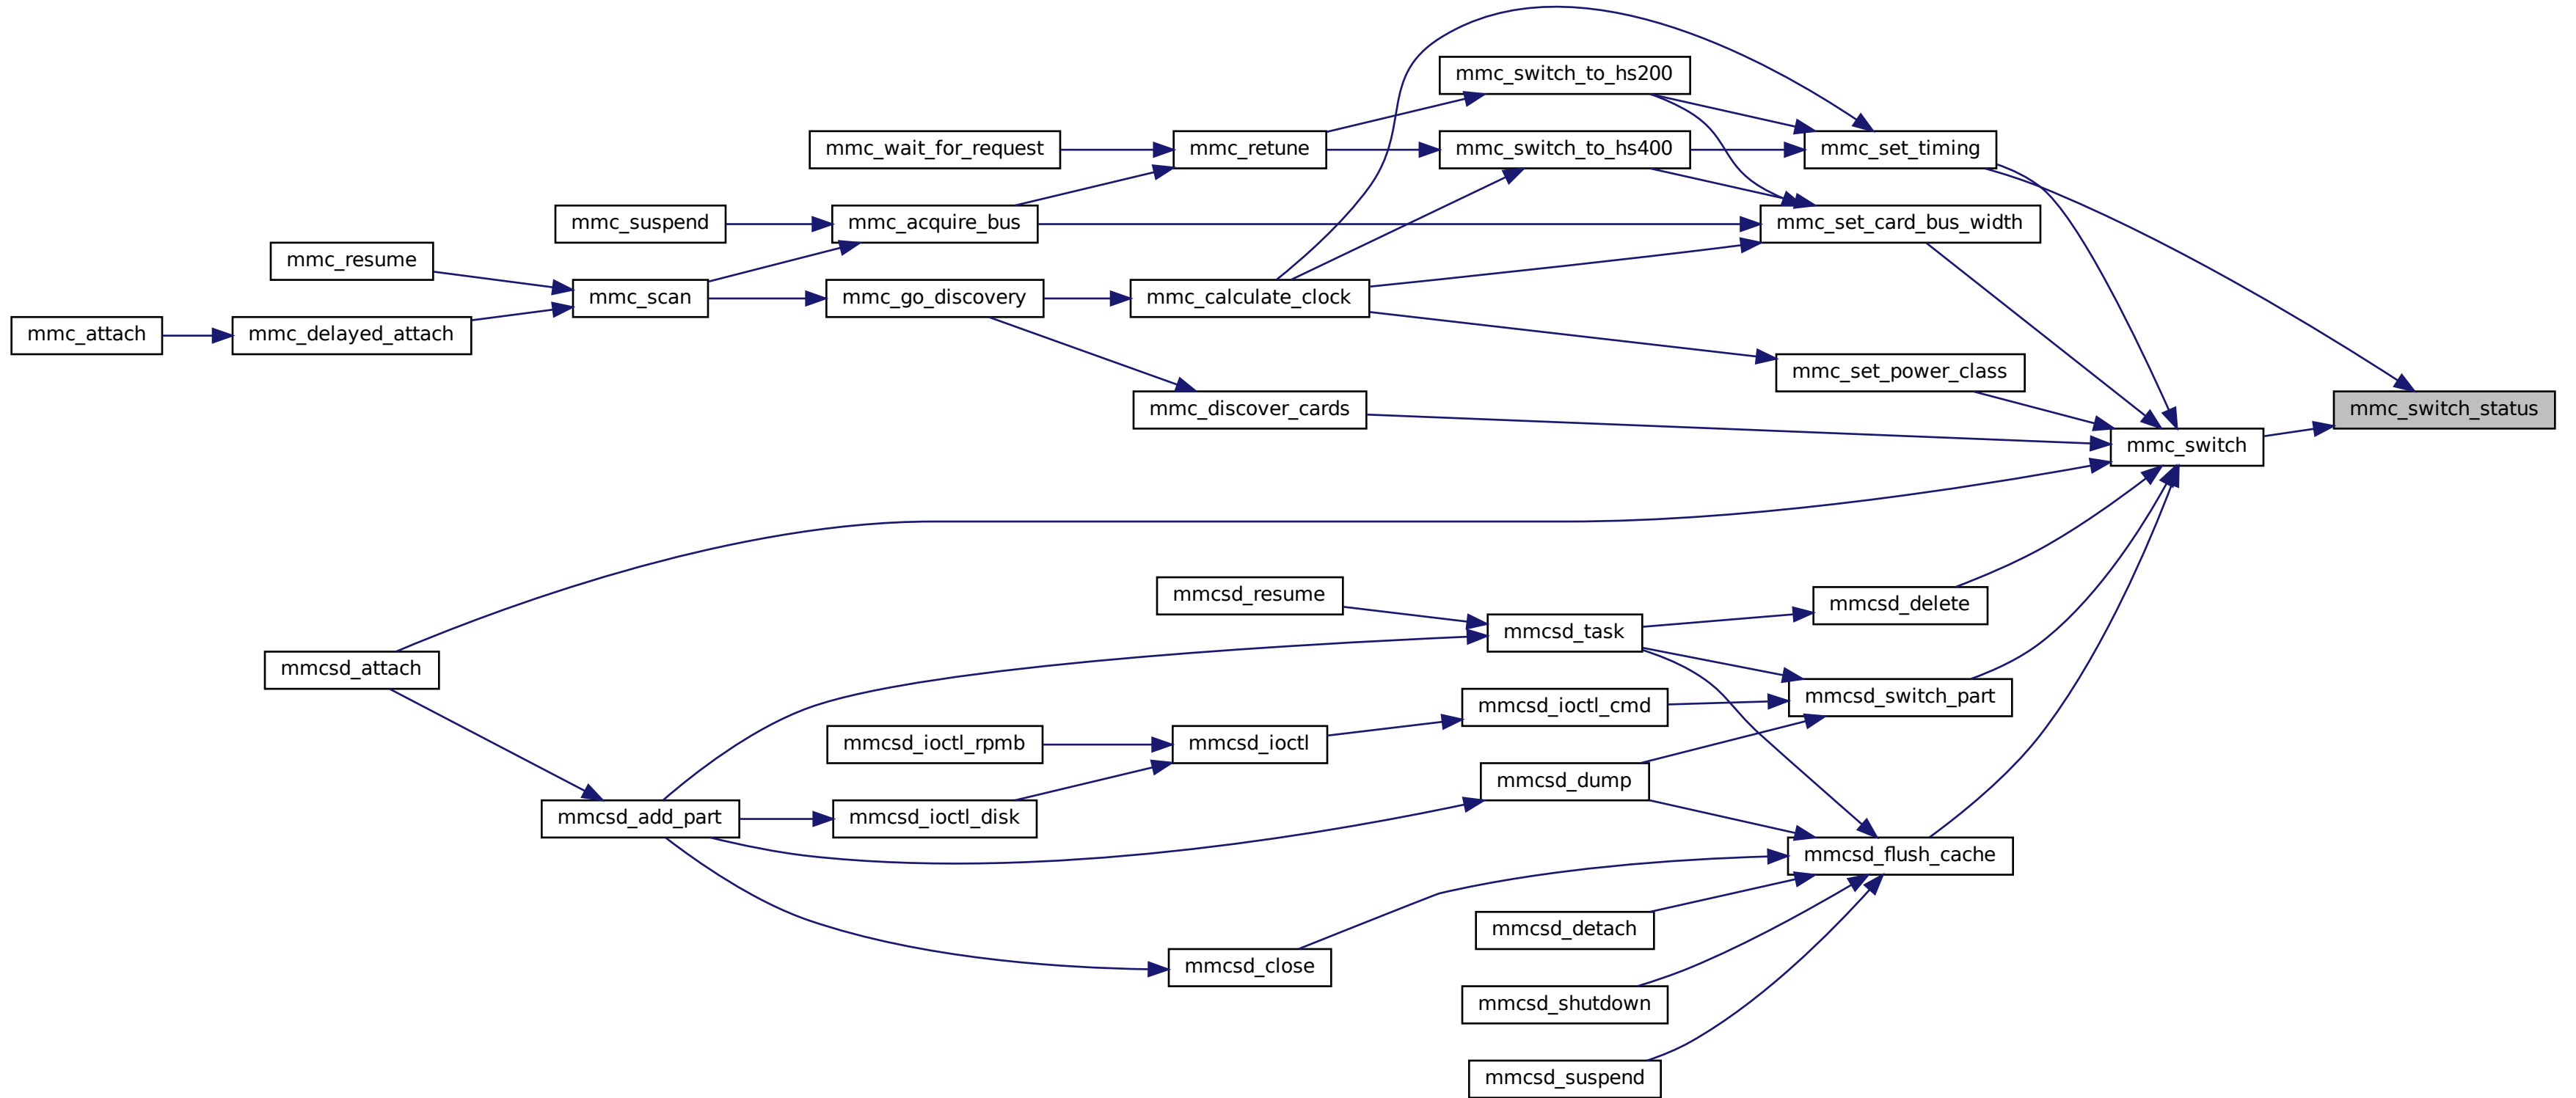 mmc_switch_to_hs200
mmc_wait_for_request
mmc_retune
mmc_switch_to_hs400
mmc_set_timing
mmc_suspend
mmc_acquire_bus
mmc_set_card_bus_width
mmc_resume
mmc_scan
mmc_go_discovery
mmc_calculate_clock
mmc_attach
mmc_delayed_attach
mmc_set_power_class
mmc_discover_cards
mmc_switch_status
mmc_switch
mmcsd_resume
mmcsd_delete
mmcsd_task
mmcsd_attach
mmcsd_switch_part
mmcsd_ioctl_cmd
mmcsd_ioctl_rpmb
mmcsd_ioctl
mmcsd_dump
mmcsd_add_part
mmcsd_ioctl_disk
mmcsd_flush_cache
mmcsd_detach
mmcsd_close
mmcsd_shutdown
mmcsd_suspend